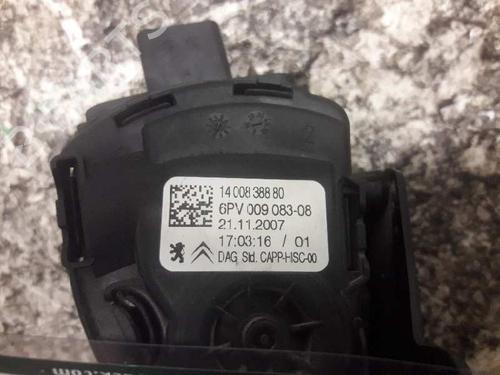 14 008 388 80
6PV 009 083-08
21.11.2007
17:03:16 / 01
DAG Std. CAPP-HSC-00